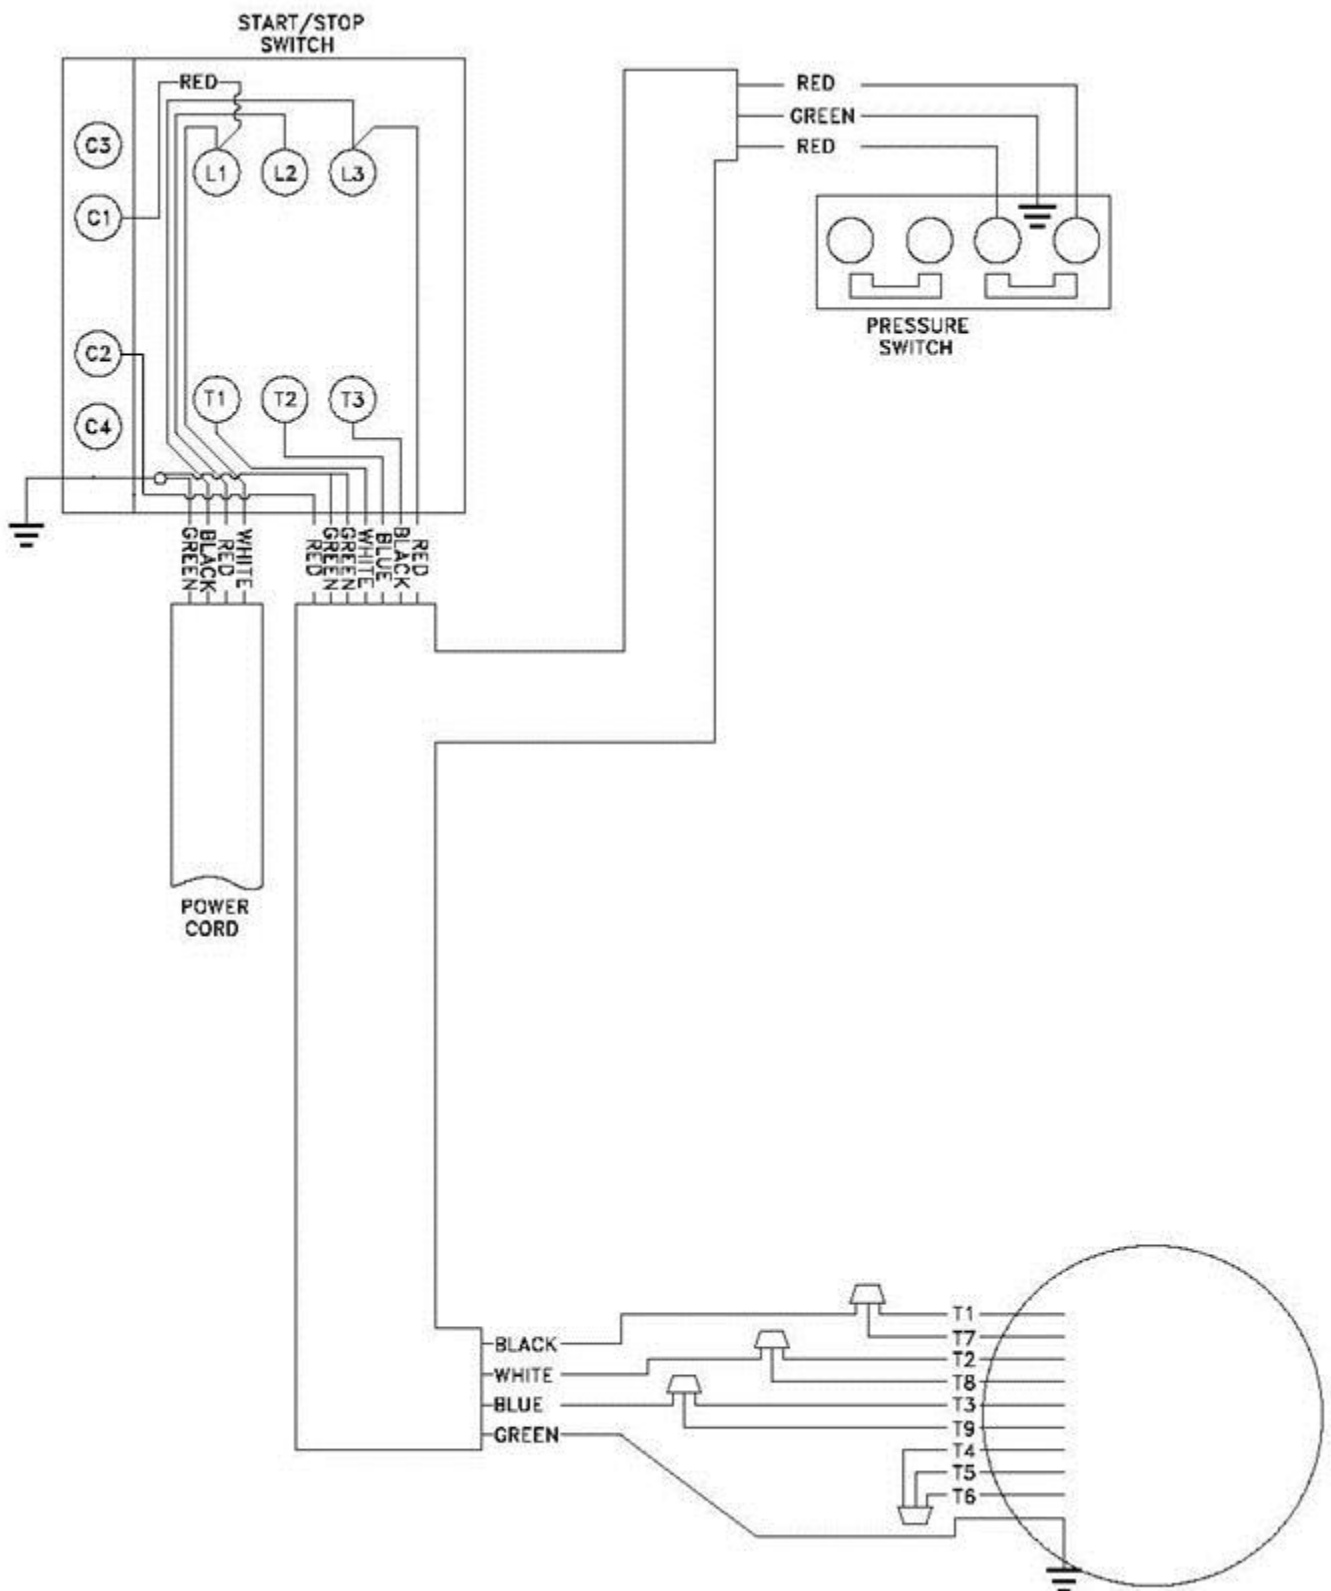 START/STOP
SWITCH
RED
C3
L1
L2
L3
C1
C2
T1
T2
T3
C4
GREEN
BLACK
RED
WHITE
RED
GREEN
GREEN
WHITE
BLUE
BLACK
RED
POWER
CORD
RED
GREEN
RED
PRESSURE
SWITCH
BLACK
WHITE
BLUE
GREEN
T1
T7
T2
T8
T3
T9
T4
T5
T6